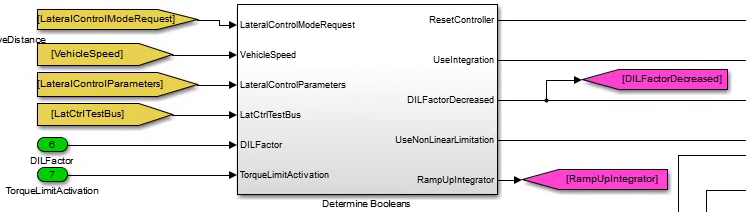 [LateralControlModeRequest]
LateralControlModeRequest
ResetController
veDistance
[VehicleSpeed]
VehicleSpeed
UseIntegration
[LateralControlParameters]
LateralControlParameters
DILFactorDecreased
[DILFactorDecreased]
[LatCtrlTestBus]
LatCtrlTestBus
6
DILFactor
DILFactor
UseNonLinearLimitation
7
TorqueLimitActivation
TorqueLimitActivation
RampUpIntegrator
[RampUpIntegrator]
Determine Booleans